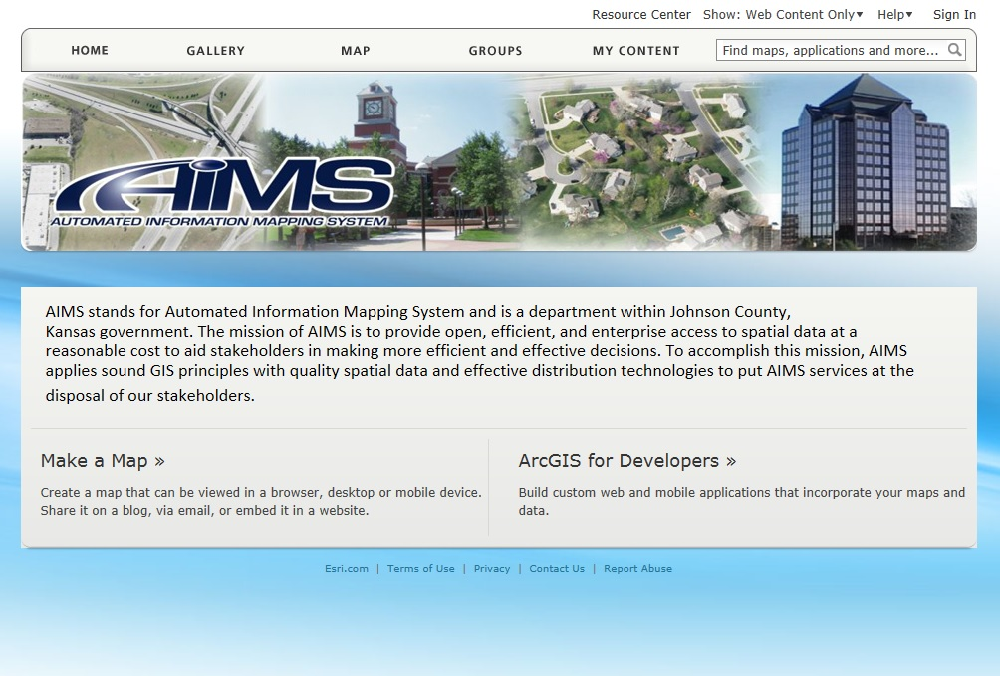 Resource Center Show: Web Content Only▾ Help▾ Sign In
HOME GALLERY MAP GROUPS MY CONTENT Find maps, applications and more...
AIMS
AUTOMATED INFORMATION MAPPING SYSTEM
AIMS stands for Automated Information Mapping System and is a department within Johnson County,
Kansas government. The mission of AIMS is to provide open, efficient, and enterprise access to spatial data at a
reasonable cost to aid stakeholders in making more efficient and effective decisions. To accomplish this mission, AIMS
applies sound GIS principles with quality spatial data and effective distribution technologies to put AIMS services at the
disposal of our stakeholders.
Make a Map »
Create a map that can be viewed in a browser, desktop or mobile device.
Share it on a blog, via email, or embed it in a website.
ArcGIS for Developers »
Build custom web and mobile applications that incorporate your maps and
data.
Esri.com | Terms of Use | Privacy | Contact Us | Report Abuse